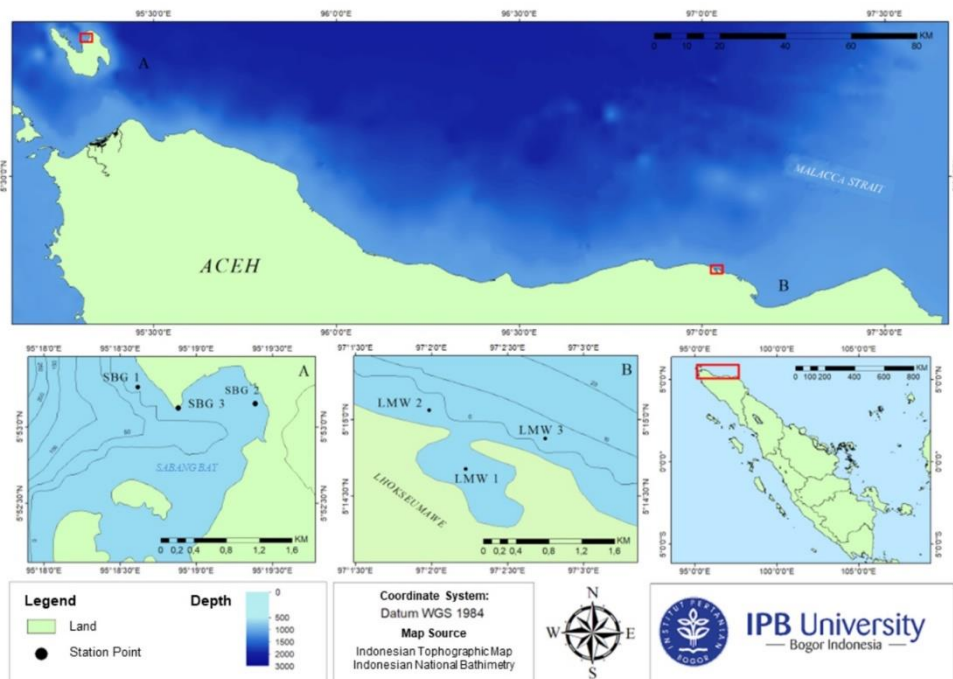 95°30'0"E 96°0'0"E 96°30'0"E 97°0'0"E 97°30'0"E
KM
0 5 10 20 40 60 80
A
5°30'0"N
MALACCA STRAIT
ACEH
B
95°30'0"E 96°0'0"E 96°30'0"E 97°0'0"E 97°30'0"E
95°18'0"E 95°18'30"E 95°19'0"E 95°19'30"E
A
SBG 1
SBG 2
SBG 3
50
5°53'0"N
SABANG BAY
5°52'30"N
KM
0 0,2 0,4 0,8 1,2 1,6
95°18'0"E 95°18'30"E 95°19'0"E 95°19'30"E
97°1'30"E 97°2'0"E 97°2'30"E 97°3'0"E
B
LMW 2
LMW 3
5°15'0"N
LMW 1
5°14'30"N
LHOKSEUMAWE
KM
0 0,2 0,4 0,8 1,2 1,6
97°1'30"E 97°2'0"E 97°2'30"E 97°3'0"E
95°0'0"E 100°0'0"E 105°0'0"E
KM
0 100 200 400 600 800
5°0'0"N
0°0'0"
5°0'0"S
95°0'0"E 100°0'0"E 105°0'0"E
Legend
Land
Station Point
Depth
0
500
1000
1500
2000
2500
3000
Coordinate System:
Datum WGS 1984
Map Source
Indonesian Tophographic Map
Indonesian National Bathimetry
N
W E
S
INSTITUT PERTANIAN
BOGOR
IPB University
Bogor Indonesia